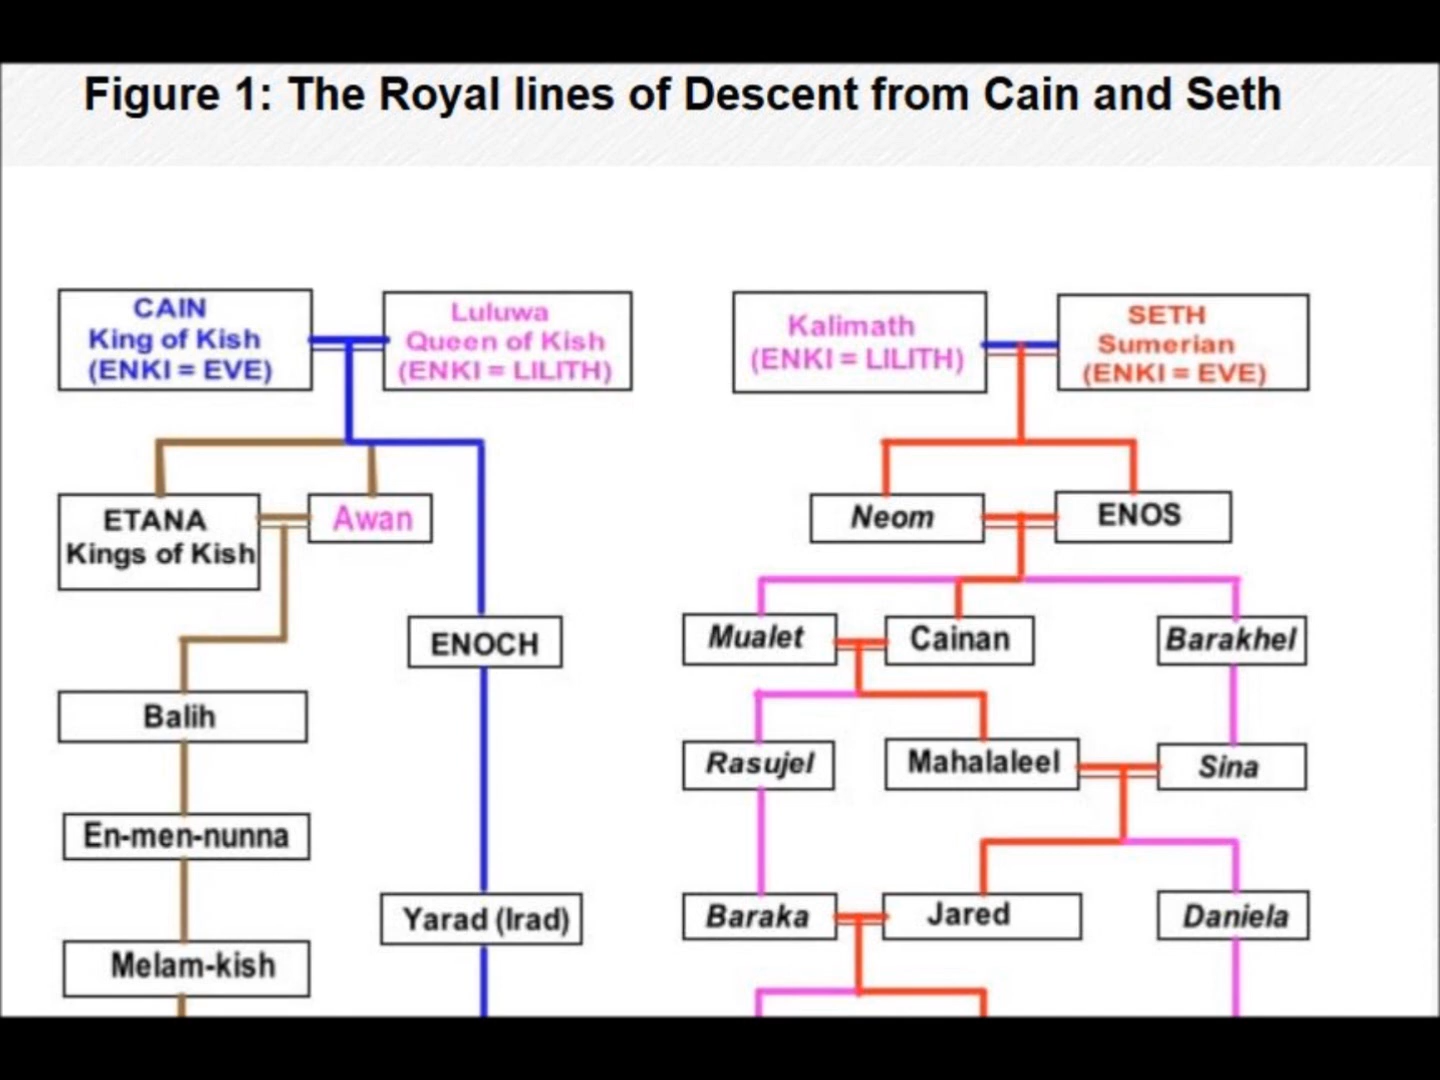 Figure 1: The Royal lines of Descent from Cain and Seth
CAIN
King of Kish
(ENKI = EVE)
Luluwa
Queen of Kish
(ENKI = LILITH)
Kalimath
(ENKI = LILITH)
SETH
Sumerian
(ENKI = EVE)
ETANA
Kings of Kish
Awan
Neom
ENOS
ENOCH
Mualet
Cainan
Barakhel
Balih
Rasujel
Mahalaleel
Sina
En-men-nunna
Yarad (Irad)
Baraka
Jared
Daniela
Melam-kish